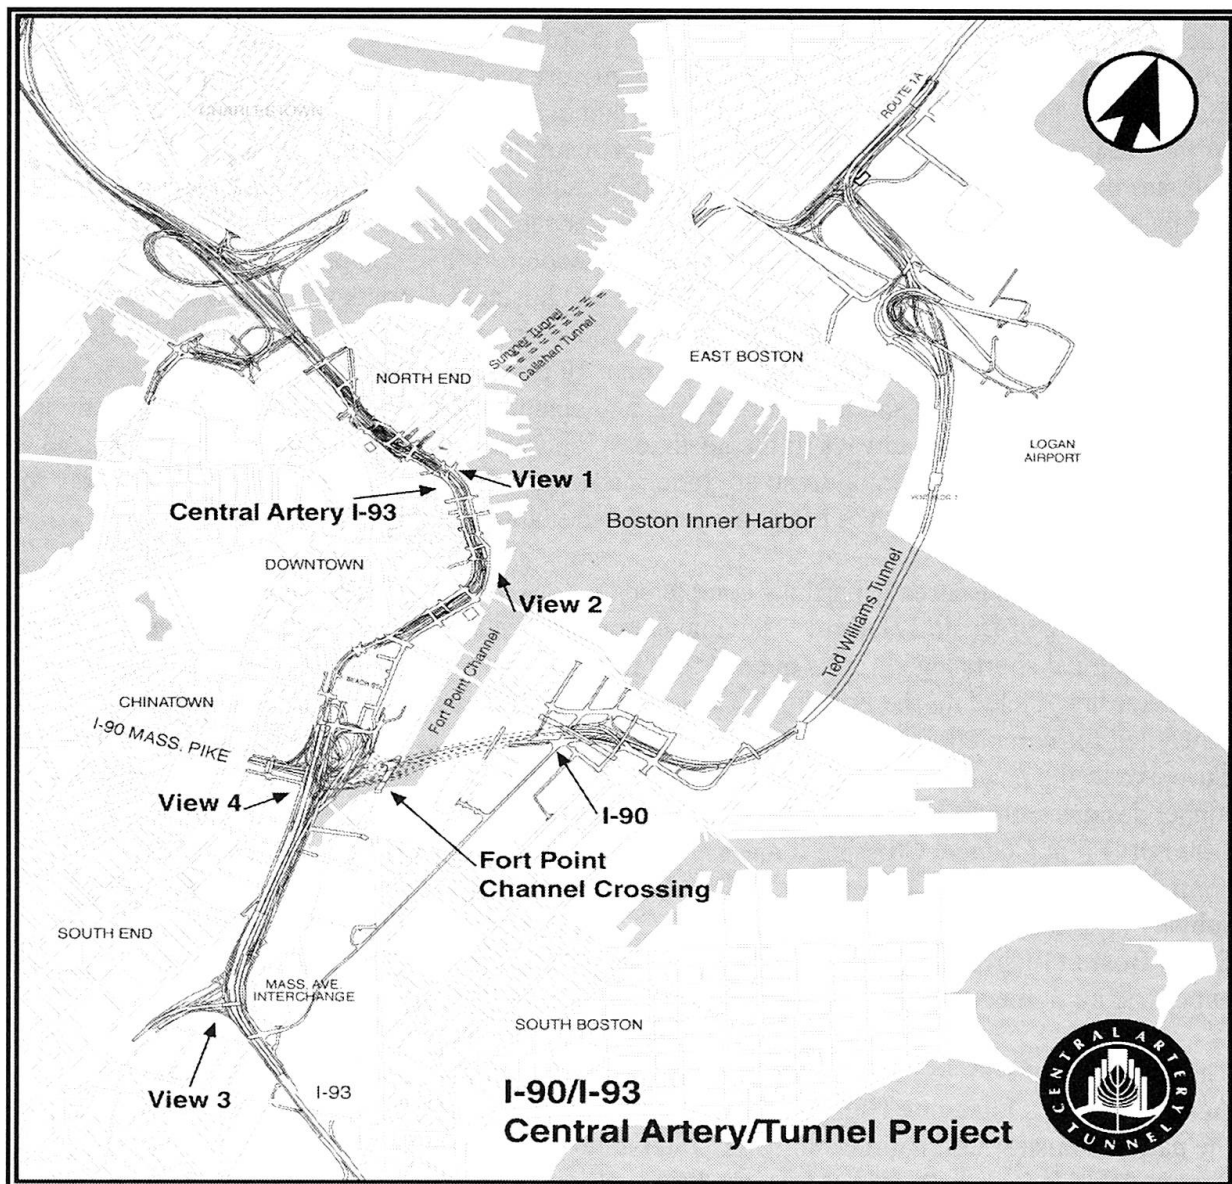 CHARLESTOWN
ROUTE 1A
Sumner Tunnel
Callahan Tunnel
NORTH END
EAST BOSTON
LOGAN
AIRPORT
View 1
Central Artery I-93
Boston Inner Harbor
DOWNTOWN
View 2
Ted Williams Tunnel
Fort Point Channel
BEACH ST.
CHINATOWN
I-90 MASS. PIKE
View 4
I-90
Fort Point
Channel Crossing
SOUTH END
MASS. AVE.
INTERCHANGE
SOUTH BOSTON
View 3
I-93
I-90/I-93
Central Artery/Tunnel Project
CENTRAL ARTERY
TUNNEL